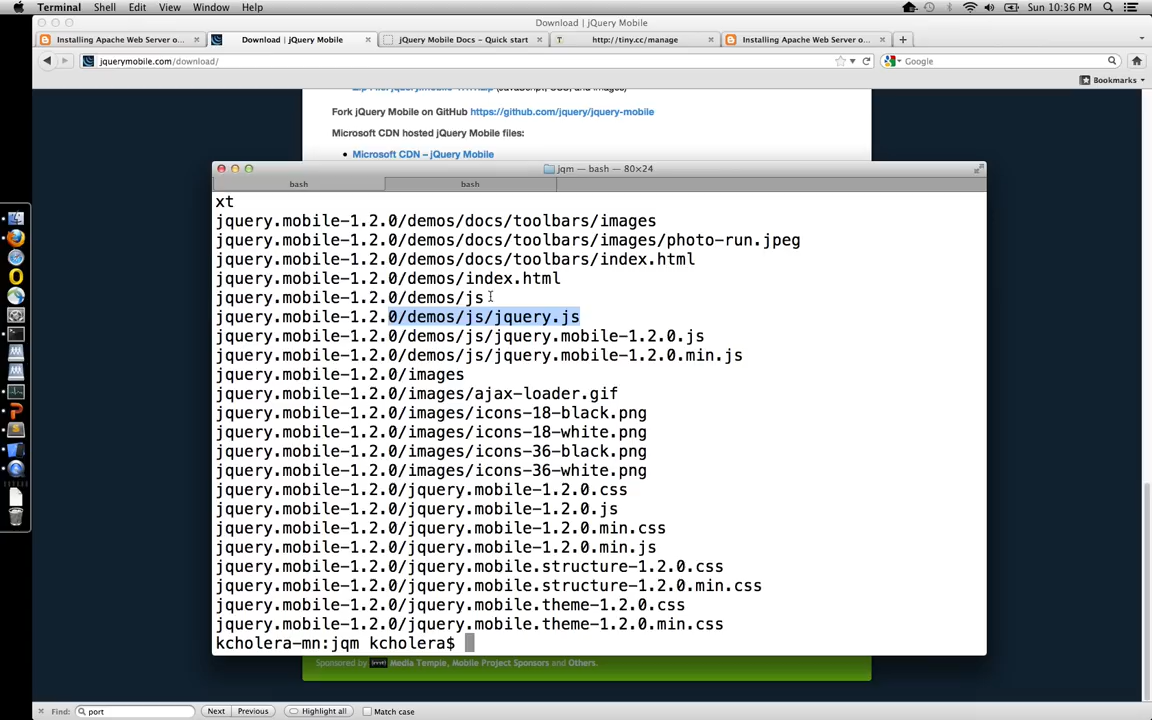 Terminal Shell Edit View Window Help Sun 10:36 PM
Download | jQuery Mobile
Installing Apache Web Server o... Download | jQuery Mobile jQuery Mobile Docs - Quick start http://tiny.cc/manage Installing Apache Web Server o...
jquerymobile.com/download/ Google
Bookmarks
Fork jQuery Mobile on GitHub https://github.com/jquery/jquery-mobile
Microsoft CDN hosted jQuery Mobile files:
• Microsoft CDN – jQuery Mobile
jqm — bash — 80×24
bash bash
xt
jquery.mobile-1.2.0/demos/docs/toolbars/images
jquery.mobile-1.2.0/demos/docs/toolbars/images/photo-run.jpeg
jquery.mobile-1.2.0/demos/docs/toolbars/index.html
jquery.mobile-1.2.0/demos/index.html
jquery.mobile-1.2.0/demos/js
jquery.mobile-1.2.0/demos/js/jquery.js
jquery.mobile-1.2.0/demos/js/jquery.mobile-1.2.0.js
jquery.mobile-1.2.0/demos/js/jquery.mobile-1.2.0.min.js
jquery.mobile-1.2.0/images
jquery.mobile-1.2.0/images/ajax-loader.gif
jquery.mobile-1.2.0/images/icons-18-black.png
jquery.mobile-1.2.0/images/icons-18-white.png
jquery.mobile-1.2.0/images/icons-36-black.png
jquery.mobile-1.2.0/images/icons-36-white.png
jquery.mobile-1.2.0/jquery.mobile-1.2.0.css
jquery.mobile-1.2.0/jquery.mobile-1.2.0.js
jquery.mobile-1.2.0/jquery.mobile-1.2.0.min.css
jquery.mobile-1.2.0/jquery.mobile-1.2.0.min.js
jquery.mobile-1.2.0/jquery.mobile.structure-1.2.0.css
jquery.mobile-1.2.0/jquery.mobile.structure-1.2.0.min.css
jquery.mobile-1.2.0/jquery.mobile.theme-1.2.0.css
jquery.mobile-1.2.0/jquery.mobile.theme-1.2.0.min.css
kcholera-mn:jqm kcholera$
Sponsored by Media Temple, Mobile Project Sponsors and Others.
Find: port Next Previous Highlight all Match case